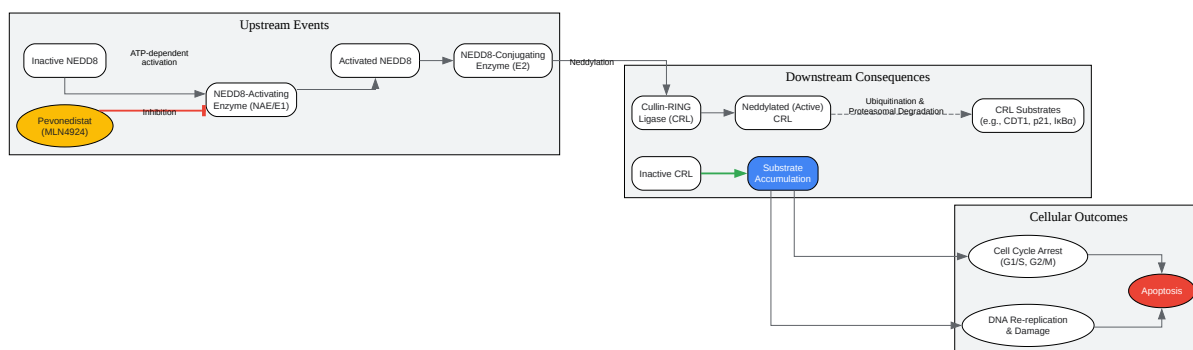 Upstream Events
Inactive NEDD8
ATP-dependent
activation
Activated NEDD8
NEDD8-Conjugating
Enzyme (E2)
Neddylation
NEDD8-Activating
Enzyme (NAE/E1)
Inhibition
Pevonedistat
(MLN4924)
Downstream Consequences
Cullin-RING
Ligase (CRL)
Neddylated (Active)
CRL
Ubiquitination &
Proteasomal Degradation
CRL Substrates
(e.g., CDT1, p21, IκBα)
Inactive CRL
Substrate
Accumulation
Cellular Outcomes
Cell Cycle Arrest
(G1/S, G2/M)
Apoptosis
DNA Re-replication
& Damage